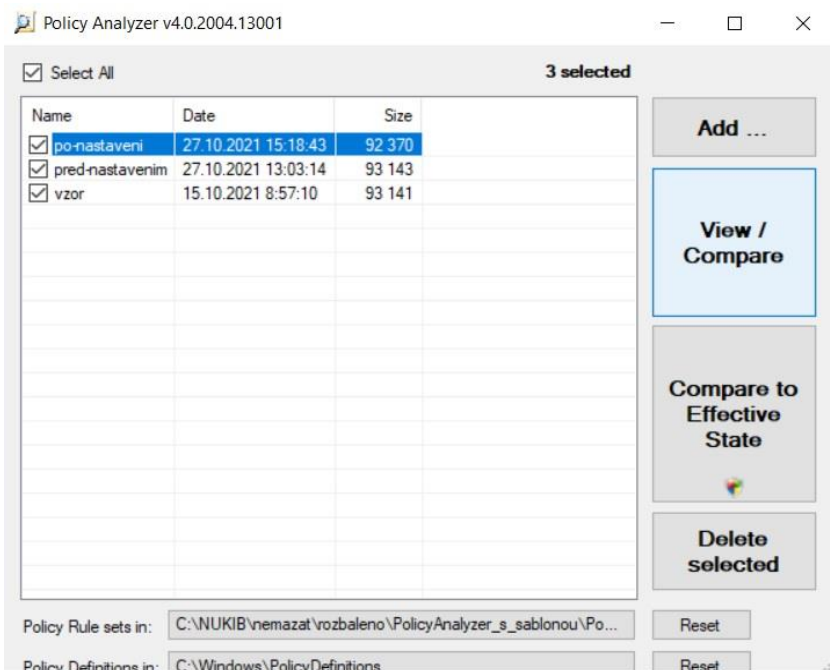 Policy Analyzer v4.0.2004.13001
Select All
3 selected
Name Date Size
po-nastaveni 27.10.2021 15:18:43 92 370
pred-nastavenim 27.10.2021 13:03:14 93 143
vzor 15.10.2021 8:57:10 93 141
Add ...
View /
Compare
Compare to
Effective
State
Delete
selected
Policy Rule sets in: C:\NUKIB\nemazat\rozbaleno\PolicyAnalyzer_s_sablonou\Po... Reset
Policy Definitions in: C:\Windows\PolicyDefinitions Reset